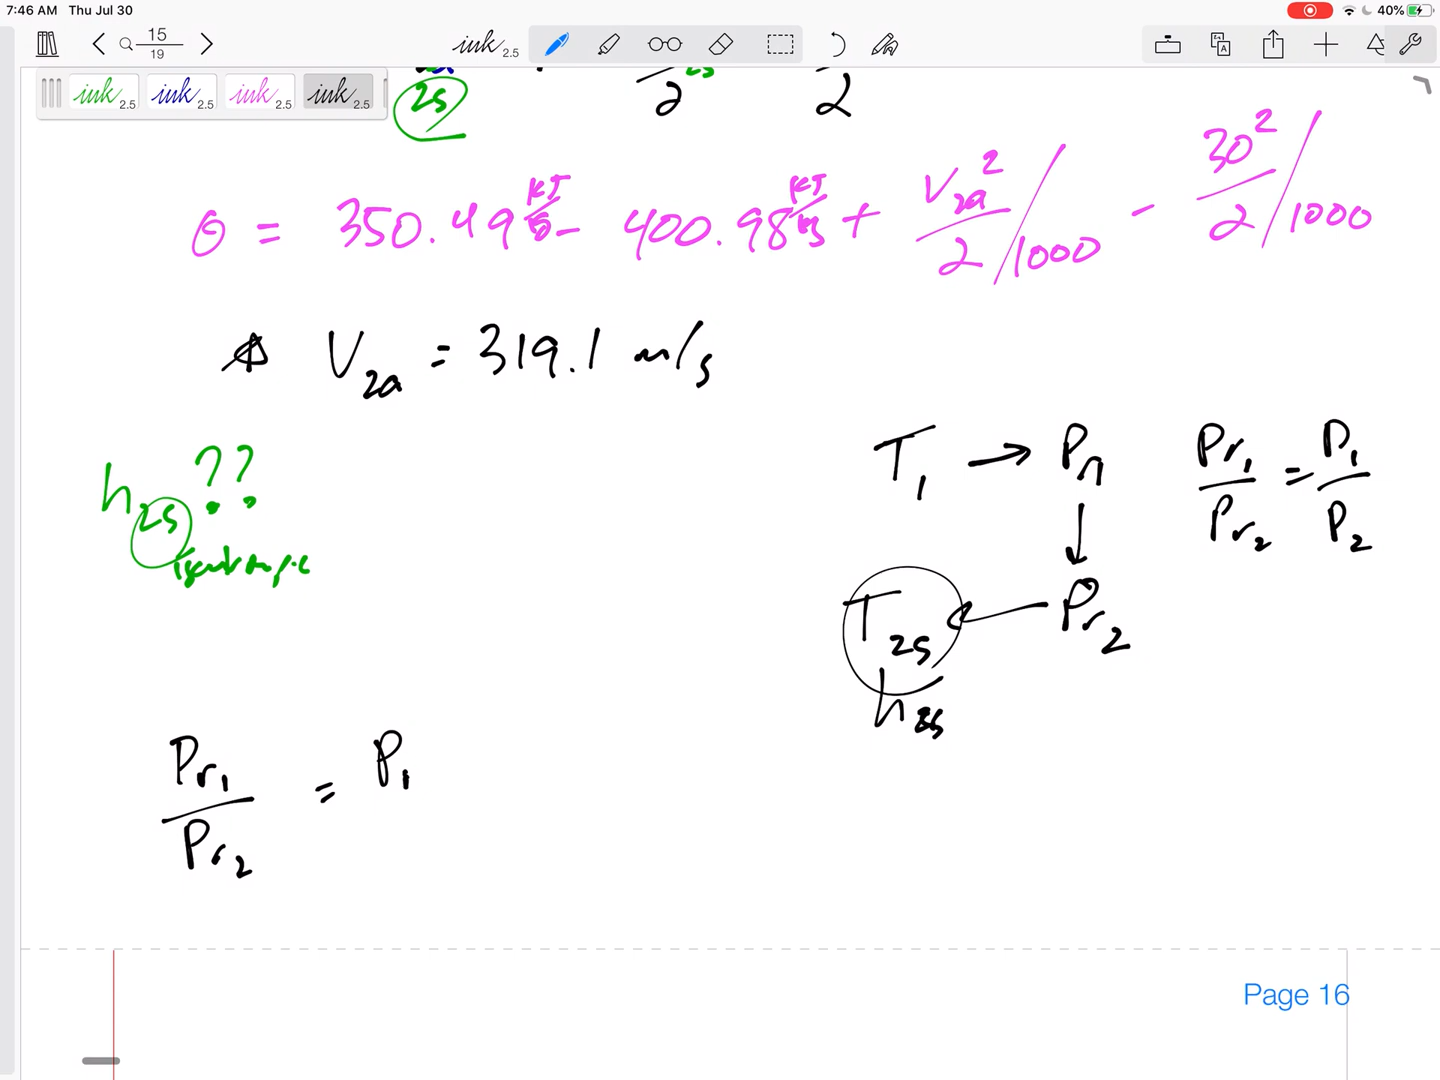 7:46 AM Thu Jul 30
40%
15
19
ink 2.5
ink 2.5 ink 2.5 ink 2.5 ink 2.5
2s
2 2s 2
0 = 350.49 kJ/kg - 400.98 kJ/kg + V2a²/2/1000 - 30²/2/1000
V2a = 319.1 m/s
h2s ??
isentropic
T1 → Pr1
Pr1/Pr2 = P1/P2
↓
T2s ← Pr2
h2s
Pr1/Pr2 = P1
Page 16